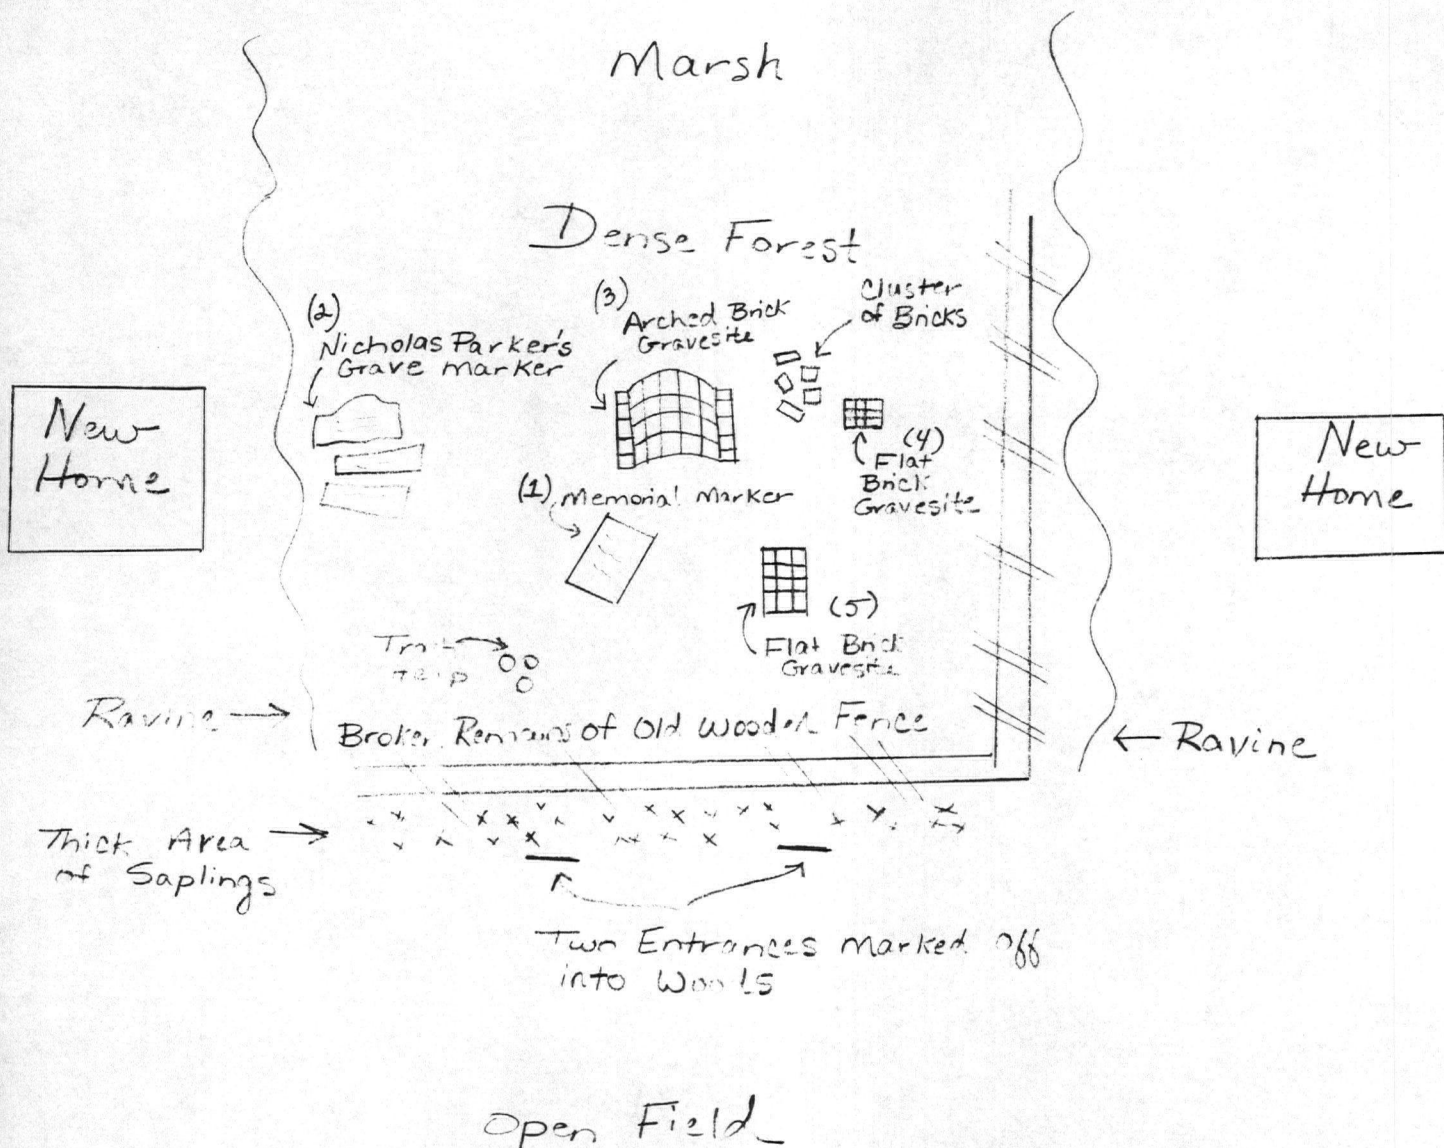 Marsh
Dense Forest
(2)
Nicholas Parker's
Grave Marker
(3)
Arched Brick
Gravesite
Cluster
of Bricks
New
Home
(4)
Flat
Brick
Gravesite
New
Home
(1) Memorial Marker
(5)
Flat Brick
Gravesite
Ravine
Broken Remains of Old Wooden Fence
Ravine
Thick Area
of Saplings
Two Entrances Marked Off
into Woods
Open Field